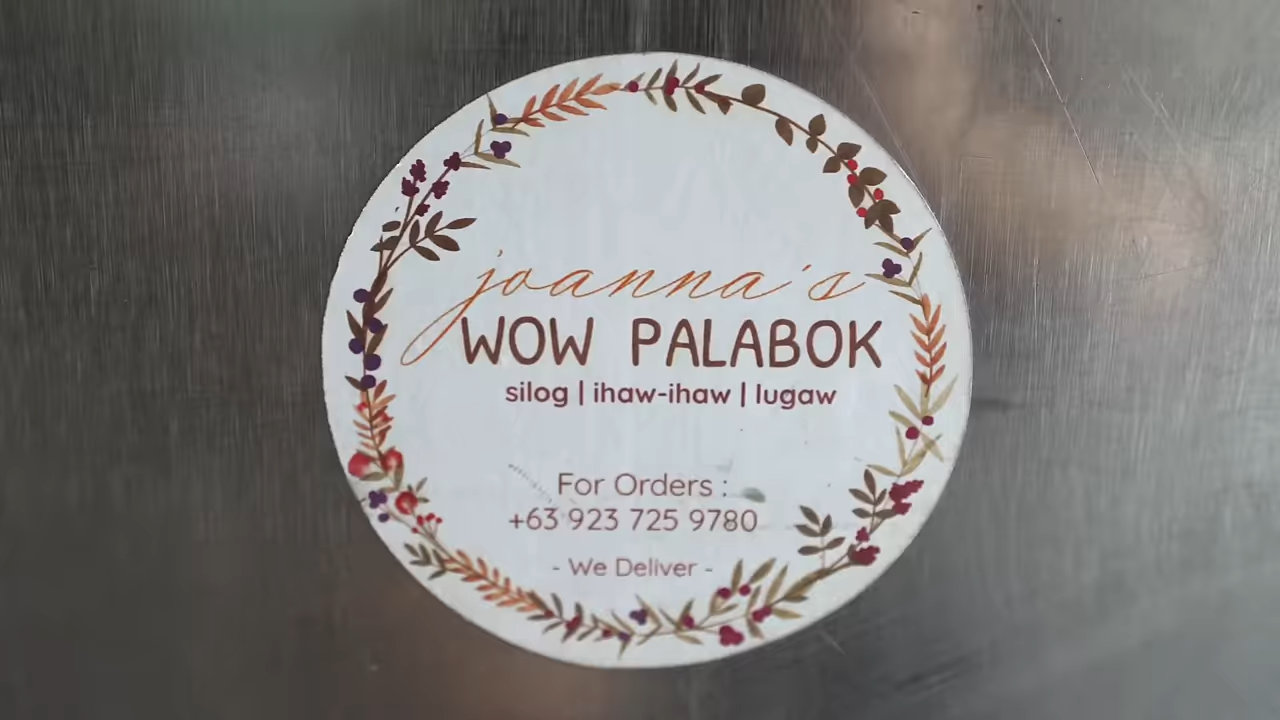 joanna's
WOW PALABOK
silog | ihaw-ihaw | lugaw
For Orders :
+63 923 725 9780
- We Deliver -